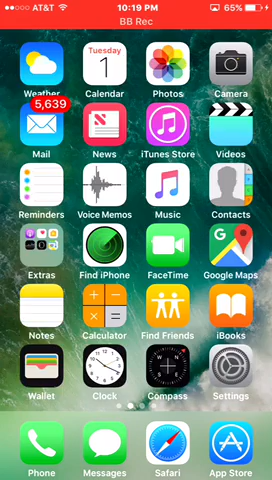 AT&T 10:19 PM 65%
BB Rec
Weather Calendar Photos Camera
Tuesday
1
5,639
Mail News iTunes Store Videos
Reminders Voice Memos Music Contacts
Extras Find iPhone FaceTime Google Maps
Notes Calculator Find Friends iBooks
Wallet Clock Compass Settings
Phone Messages Safari App Store